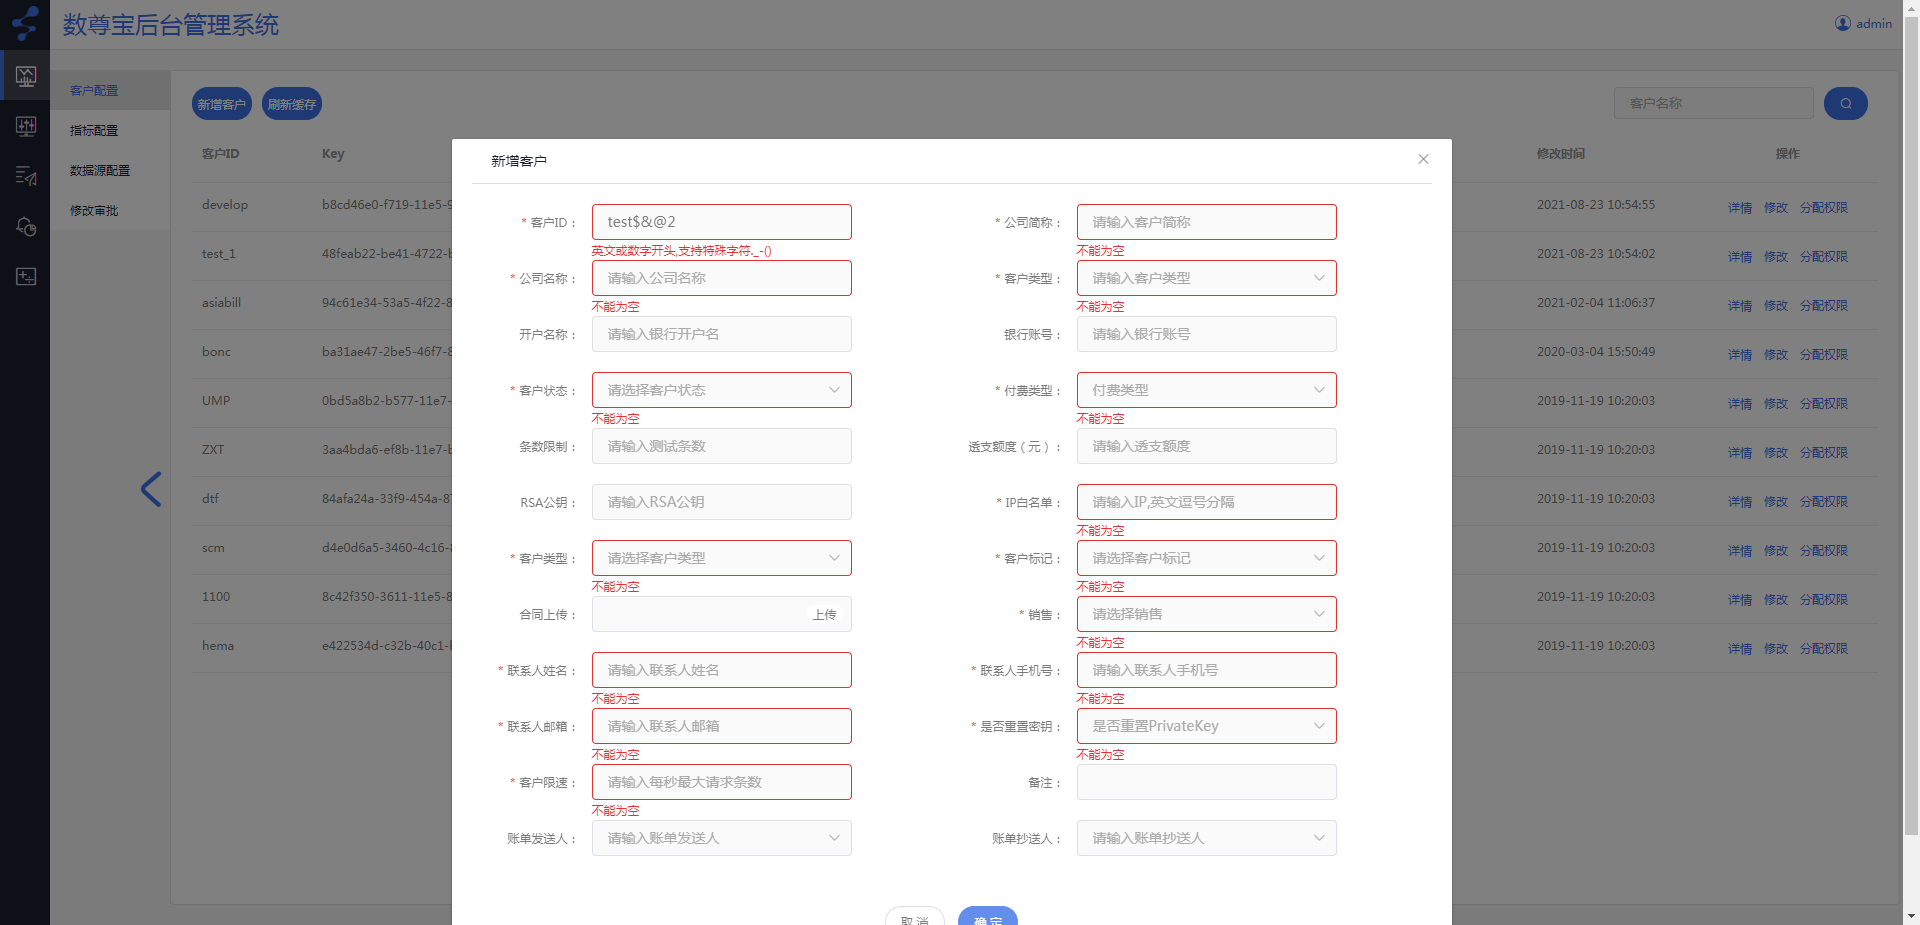 数尊宝后台管理系统
admin
客户配置
指标配置
数据源配置
修改审批
新增客户
刷新缓存
客户名称
客户ID
Key
修改时间
操作
develop
b8cd46e0-f719-11e5-9
2021-08-23 10:54:55
详情 修改 分配权限
test_1
48feab22-be41-4722-b
2021-08-23 10:54:02
详情 修改 分配权限
asiabill
94c61e34-53a5-4f22-8
2021-02-04 11:06:37
详情 修改 分配权限
bonc
ba31ae47-2be5-46f7-8
2020-03-04 15:50:49
详情 修改 分配权限
UMP
0bd5a8b2-b577-11e7-
2019-11-19 10:20:03
详情 修改 分配权限
ZXT
3aa4bda6-ef8b-11e7-b
2019-11-19 10:20:03
详情 修改 分配权限
dtf
84afa24a-33f9-454a-87
2019-11-19 10:20:03
详情 修改 分配权限
scm
d4e0d6a5-3460-4c16-8
2019-11-19 10:20:03
详情 修改 分配权限
1100
8c42f350-3611-11e5-8
2019-11-19 10:20:03
详情 修改 分配权限
hema
e422534d-c32b-40c1-b
2019-11-19 10:20:03
详情 修改 分配权限
新增客户
* 客户ID： test$&@2
英文或数字开头,支持特殊字符._-()
* 公司简称： 请输入客户简称
不能为空
* 公司名称： 请输入公司名称
不能为空
* 客户类型： 请输入客户类型
不能为空
开户名称： 请输入银行开户名
银行账号： 请输入银行账号
* 客户状态： 请选择客户状态
不能为空
* 付费类型： 付费类型
不能为空
条数限制： 请输入测试条数
透支额度（元）： 请输入透支额度
RSA公钥： 请输入RSA公钥
* IP白名单： 请输入IP,英文逗号分隔
不能为空
* 客户类型： 请选择客户类型
不能为空
* 客户标记： 请选择客户标记
不能为空
合同上传： 上传
* 销售： 请选择销售
不能为空
* 联系人姓名： 请输入联系人姓名
不能为空
* 联系人手机号： 请输入联系人手机号
不能为空
* 联系人邮箱： 请输入联系人邮箱
不能为空
* 是否重置密钥： 是否重置PrivateKey
不能为空
* 客户限速： 请输入每秒最大请求条数
不能为空
备注：
账单发送人： 请输入账单发送人
账单抄送人： 请输入账单抄送人
取消
确定